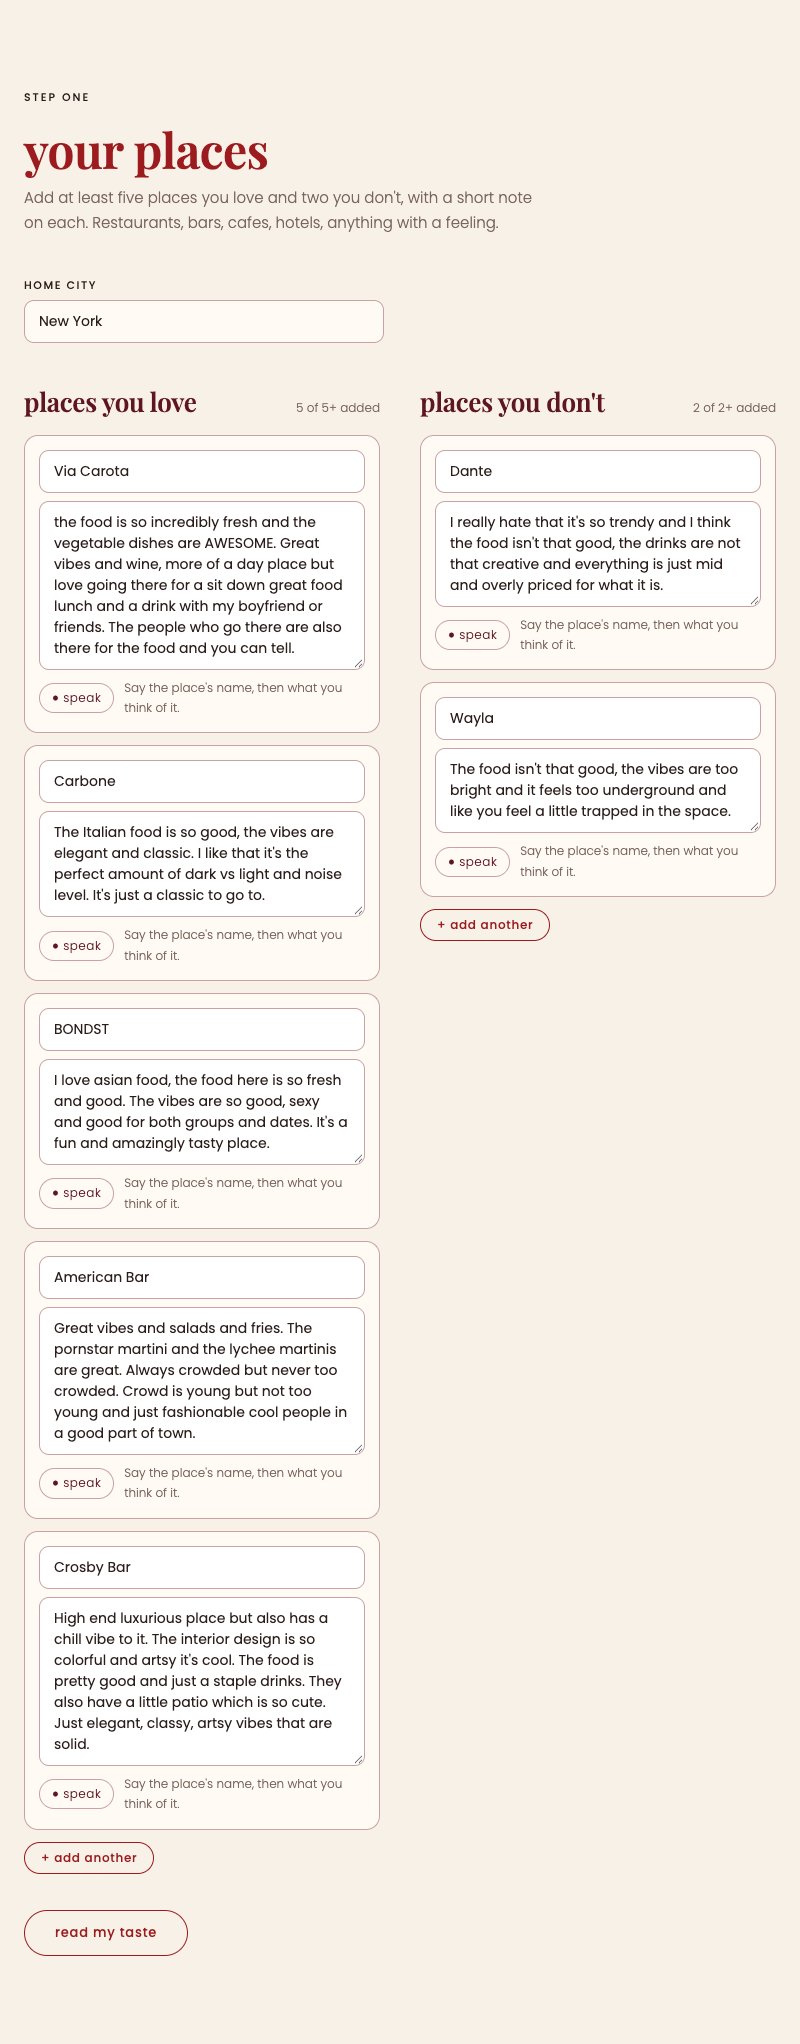 STEP ONE
your places
Add at least five places you love and two you don't, with a short note
on each. Restaurants, bars, cafes, hotels, anything with a feeling.
HOME CITY
New York
places you love
5 of 5+ added
Via Carota
the food is so incredibly fresh and the
vegetable dishes are AWESOME. Great
vibes and wine, more of a day place but
love going there for a sit down great food
lunch and a drink with my boyfriend or
friends. The people who go there are also
there for the food and you can tell.
• speak
Say the place's name, then what you
think of it.
Carbone
The Italian food is so good, the vibes are
elegant and classic. I like that it's the
perfect amount of dark vs light and noise
level. It's just a classic to go to.
• speak
Say the place's name, then what you
think of it.
BONDST
I love asian food, the food here is so fresh
and good. The vibes are so good, sexy
and good for both groups and dates. It's a
fun and amazingly tasty place.
• speak
Say the place's name, then what you
think of it.
American Bar
Great vibes and salads and fries. The
pornstar martini and the lychee martinis
are great. Always crowded but never too
crowded. Crowd is young but not too
young and just fashionable cool people in
a good part of town.
• speak
Say the place's name, then what you
think of it.
Crosby Bar
High end luxurious place but also has a
chill vibe to it. The interior design is so
colorful and artsy it's cool. The food is
pretty good and just a staple drinks. They
also have a little patio which is so cute.
Just elegant, classy, artsy vibes that are
solid.
• speak
Say the place's name, then what you
think of it.
+ add another
places you don't
2 of 2+ added
Dante
I really hate that it's so trendy and I think
the food isn't that good, the drinks are not
that creative and everything is just mid
and overly priced for what it is.
• speak
Say the place's name, then what you
think of it.
Wayla
The food isn't that good, the vibes are too
bright and it feels too underground and
like you feel a little trapped in the space.
• speak
Say the place's name, then what you
think of it.
+ add another
read my taste